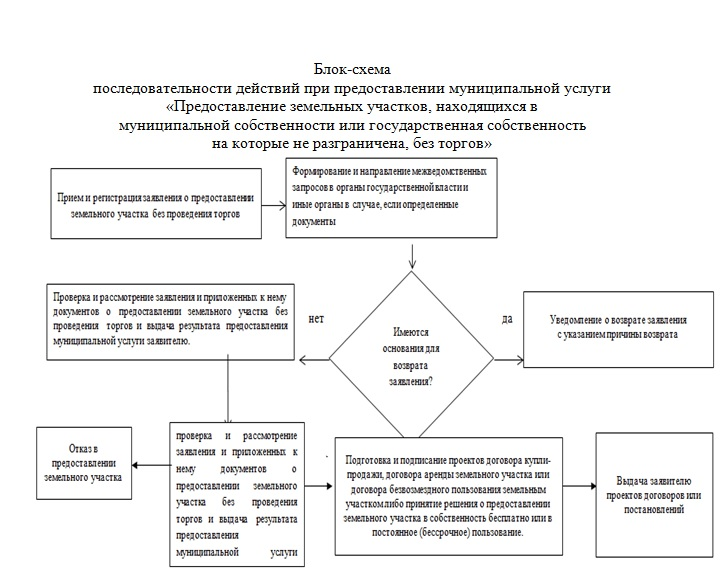 Блок-схема
последовательности действий при предоставлении муниципальной услуги
«Предоставление земельных участков, находящихся в
муниципальной собственности или государственная собственность
на которые не разграничена, без торгов»
Прием и регистрация заявления о предоставлении
земельного участка без проведения торгов
Формирование и направление межведомственных
запросов в органы государственной власти и
иные органы в случае, если определенные
документы
Проверка и рассмотрение заявления и приложенных к нему
документов о предоставлении земельного участка без
проведения торгов и выдача результата предоставления
муниципальной услуги заявителю.
нет
Имеются
основания для
возврата
заявления?
да
Уведомление о возврате заявления
с указанием причины возврата
Отказ в
предоставлении
земельного участка
проверка и рассмотрение
заявления и приложенных к
нему документов о
предоставлении земельного
участка без проведения
торгов и выдача результата
предоставления
муниципальной услуги
Подготовка и подписание проектов договора купли-
продажи, договора аренды земельного участка или
договора безвозмездного пользования земельным
участком либо принятие решения о предоставлении
земельного участка в собственность бесплатно или в
постоянное (бессрочное) пользование.
Выдача заявителю
проектов договоров или
постановлений